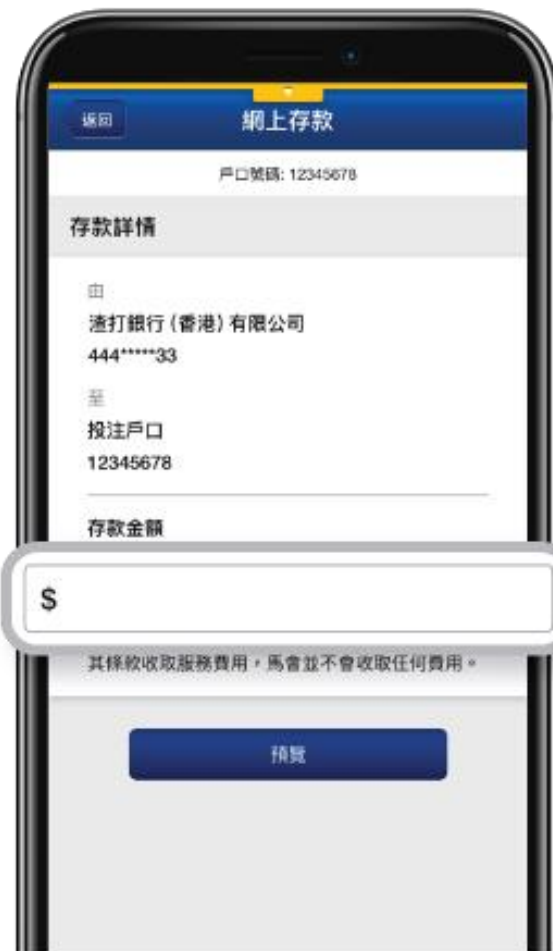 返回
網上存款
戶口號碼: 12345678
存款詳情
由
渣打銀行 (香港) 有限公司
444*****33
至
投注戶口
12345678
存款金額
$
其條款收取服務費用，馬會並不會收取任何費用。
預覽